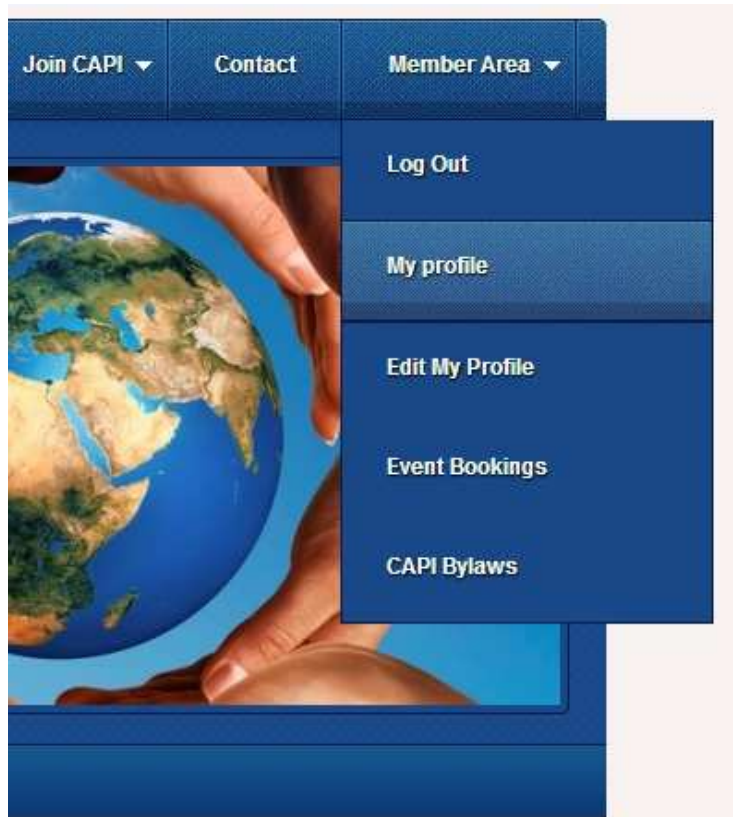 Join CAPI
Contact
Member Area
Log Out
My profile
Edit My Profile
Event Bookings
CAPI Bylaws